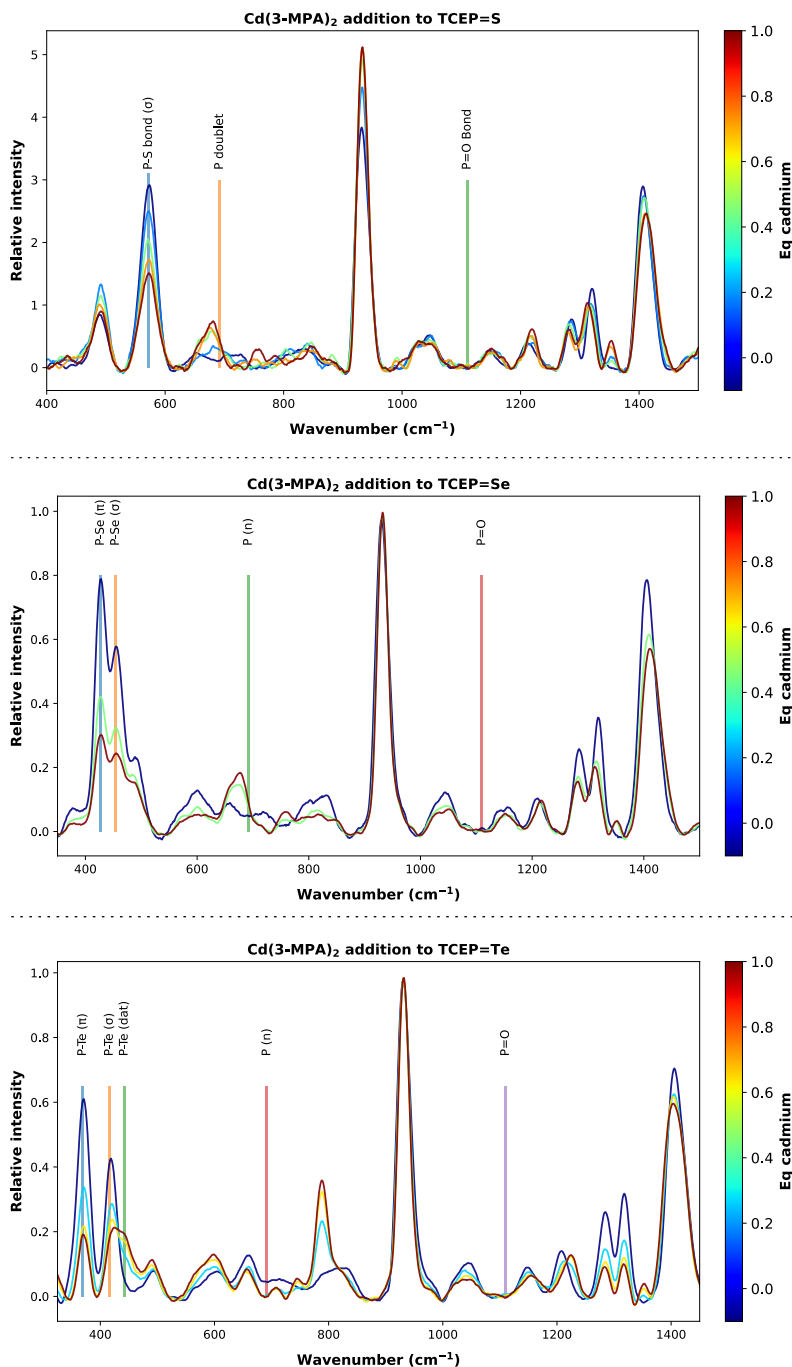 Cd(3-MPA)₂ addition to TCEP=S
Relative intensity
5
4
3
2
1
0
P-S bond (σ)
P doublet
P=O Bond
400 600 800 1000 1200 1400
Wavenumber (cm⁻¹)
1.0
0.8
0.6
0.4
0.2
0.0
Eq cadmium
Cd(3-MPA)₂ addition to TCEP=Se
Relative intensity
1.0
0.8
0.6
0.4
0.2
0.0
P-Se (π)
P-Se (σ)
P (n)
P=O
400 600 800 1000 1200 1400
Wavenumber (cm⁻¹)
1.0
0.8
0.6
0.4
0.2
0.0
Eq cadmium
Cd(3-MPA)₂ addition to TCEP=Te
Relative intensity
1.0
0.8
0.6
0.4
0.2
0.0
P-Te (π)
P-Te (σ)
P-Te (dat)
P (n)
P=O
400 600 800 1000 1200 1400
Wavenumber (cm⁻¹)
1.0
0.8
0.6
0.4
0.2
0.0
Eq cadmium